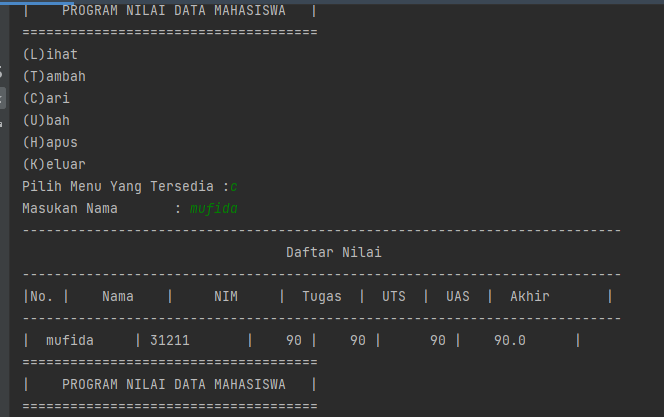 |    PROGRAM NILAI DATA MAHASISWA   |
=====================================
(L)ihat
(T)ambah
(C)ari
(U)bah
(H)apus
(K)eluar
Pilih Menu Yang Tersedia :c
Masukan Nama       : mufida
---------------------------------------------------------------------------
                                 Daftar Nilai
---------------------------------------------------------------------------
|No. |    Nama    |     NIM     |  Tugas  |  UTS  |  UAS  |  Akhir       |
---------------------------------------------------------------------------
|  mufida     | 31211       |    90 |    90 |      90 |    90.0      |
=====================================
|    PROGRAM NILAI DATA MAHASISWA   |
=====================================